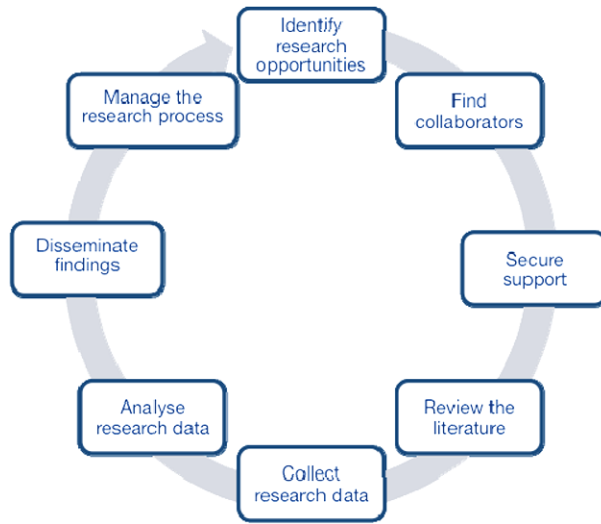 Identify
research
opportunities
Find
collaborators
Secure
support
Review the
literature
Collect
research data
Analyse
research data
Disseminate
findings
Manage the
research process